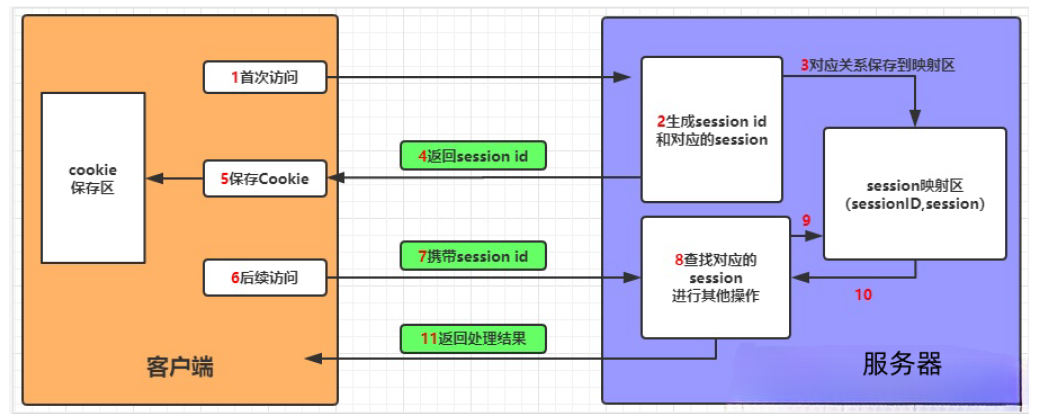 1首次访问
3对应关系保存到映射区
2生成session id
和对应的session
4返回session id
cookie
保存区
5保存Cookie
session映射区
(sessionID,session)
9
7携带session id
6后续访问
8查找对应的
session
进行其他操作
10
11返回处理结果
客户端
服务器